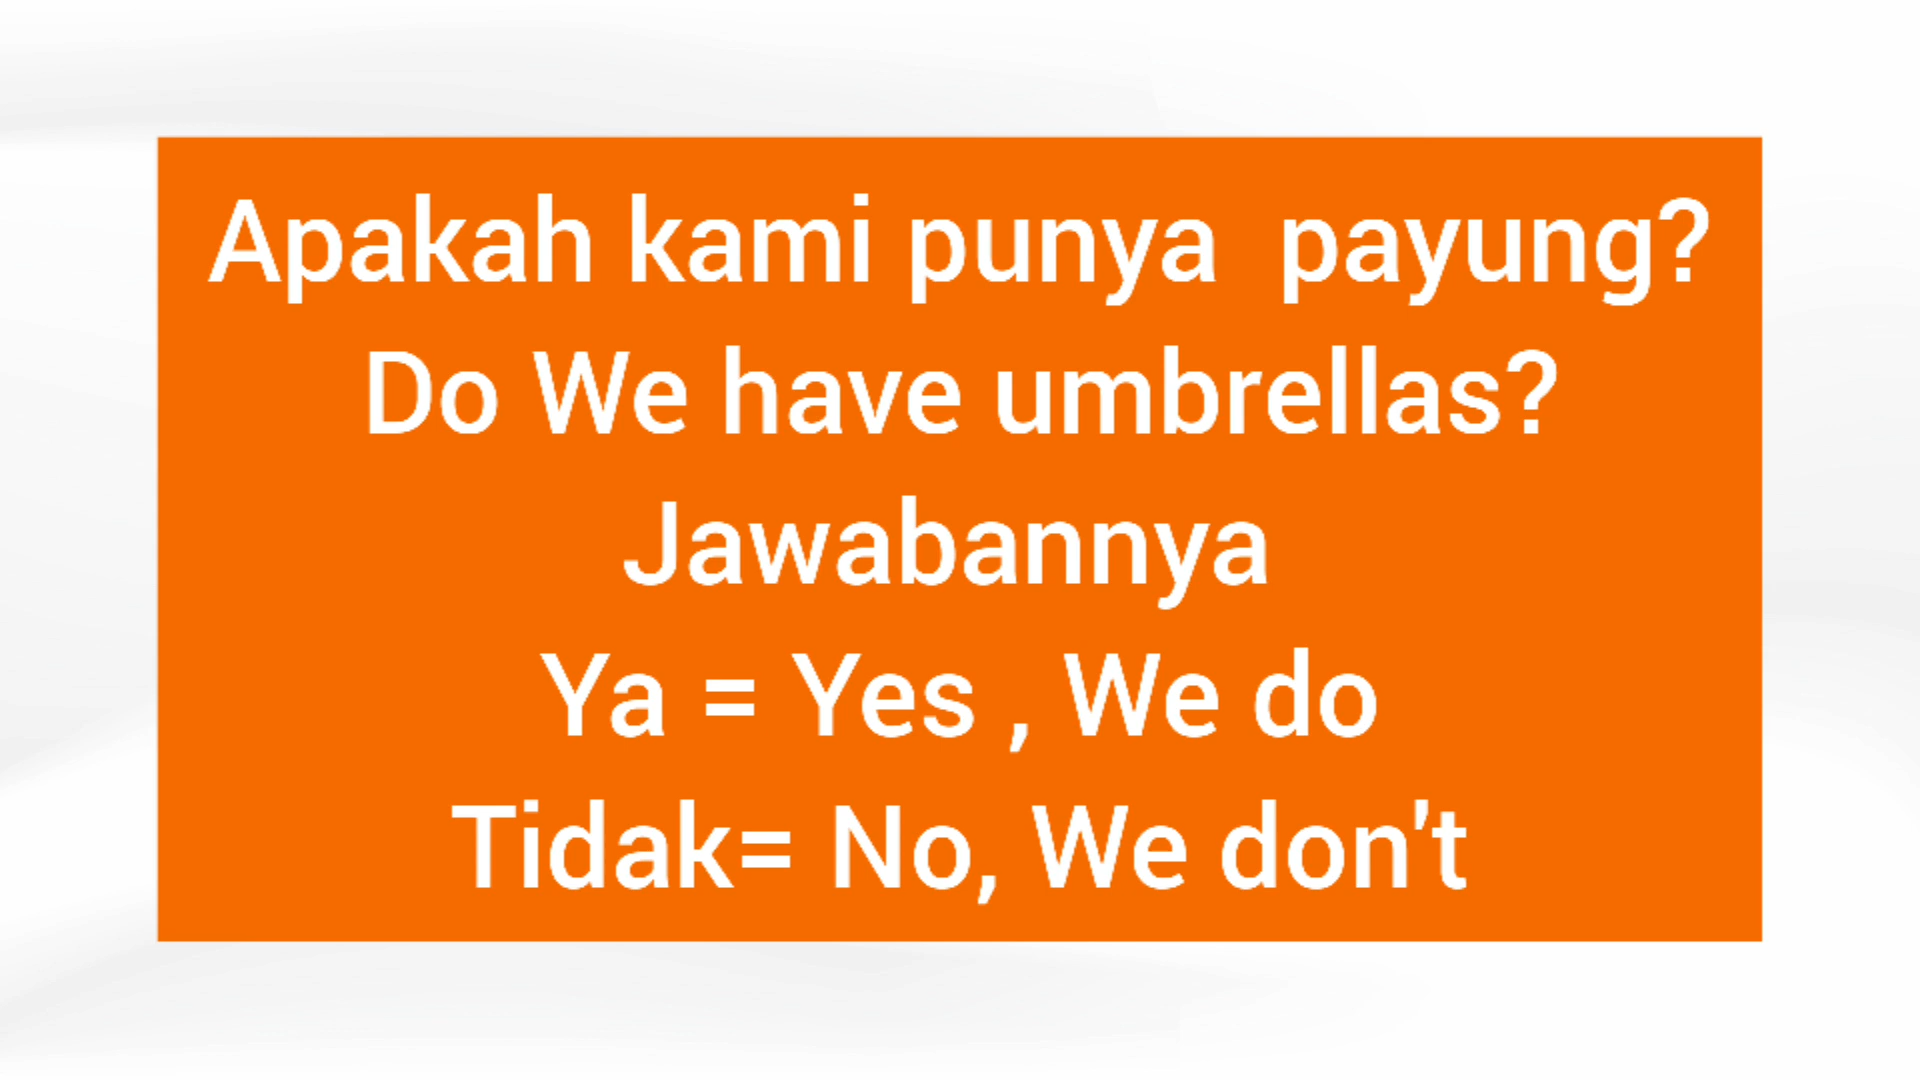 Apakah kami punya  payung?
Do We have umbrellas?
Jawabannya
Ya = Yes , We do
Tidak= No, We don't